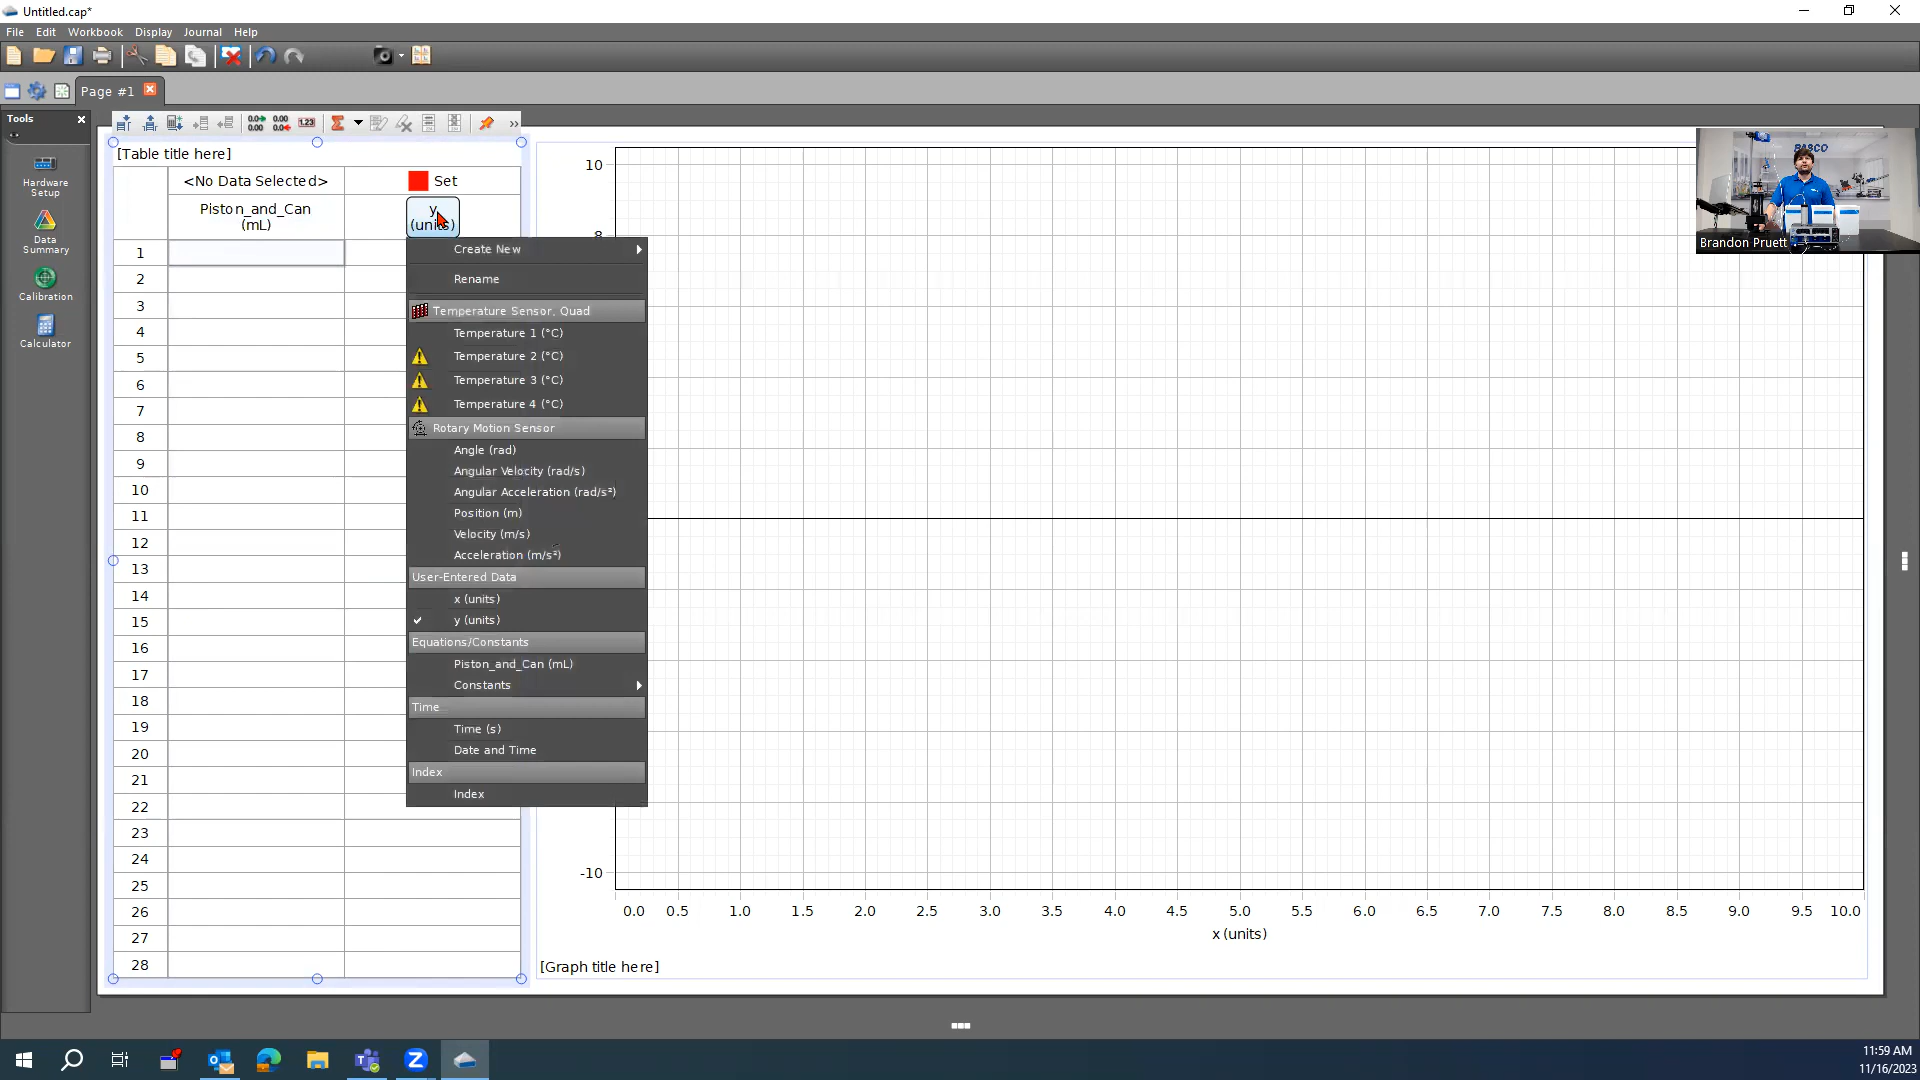 Untitled.cap*
File Edit Workbook Display Journal Help
Page #1
Tools
Hardware
Setup
Data
Summary
Calibration
Calculator
[Table title here]
<No Data Selected> Set
Piston_and_Can
(mL)
y
(units)
1
2
3
4
5
6
7
8
9
10
11
12
13
14
15
16
17
18
19
20
21
22
23
24
25
26
27
28
Create New
Rename
Temperature Sensor, Quad
Temperature 1 (°C)
Temperature 2 (°C)
Temperature 3 (°C)
Temperature 4 (°C)
Rotary Motion Sensor
Angle (rad)
Angular Velocity (rad/s)
Angular Acceleration (rad/s²)
Position (m)
Velocity (m/s)
Acceleration (m/s²)
User-Entered Data
x (units)
y (units)
Equations/Constants
Piston_and_Can (mL)
Constants
Time
Time (s)
Date and Time
Index
Index
10
8
-10
0.0 0.5 1.0 1.5 2.0 2.5 3.0 3.5 4.0 4.5 5.0 5.5 6.0 6.5 7.0 7.5 8.0 8.5 9.0 9.5 10.0
x (units)
[Graph title here]
PASCO
Brandon Pruett
11:59 AM
11/16/2023